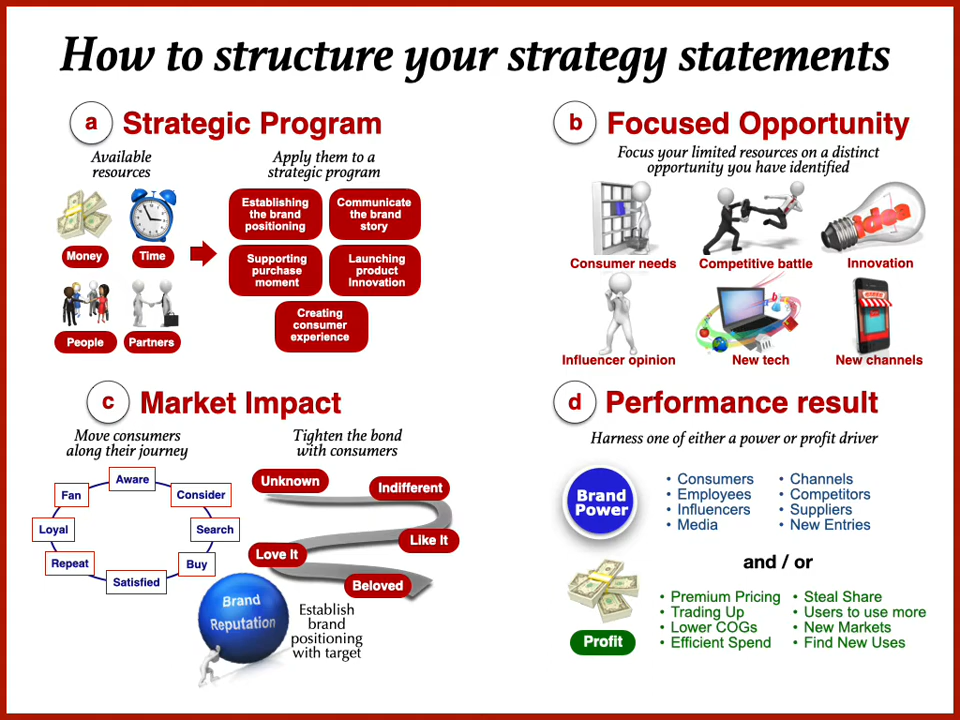 How to structure your strategy statements
a Strategic Program
Available
resources
Money
Time
People
Partners
Apply them to a
strategic program
Establishing
the brand
positioning
Communicate
the brand
story
Supporting
purchase
moment
Launching
product
Innovation
Creating
consumer
experience
b Focused Opportunity
Focus your limited resources on a distinct
opportunity you have identified
Consumer needs
Competitive battle
Innovation
Influencer opinion
New tech
New channels
c Market Impact
Move consumers
along their journey
Aware
Consider
Search
Buy
Satisfied
Repeat
Loyal
Fan
Tighten the bond
with consumers
Unknown
Indifferent
Like It
Love It
Beloved
Brand
Reputation
Establish
brand
positioning
with target
d Performance result
Harness one of either a power or profit driver
Brand
Power
• Consumers
• Employees
• Influencers
• Media
• Channels
• Competitors
• Suppliers
• New Entries
and / or
Profit
• Premium Pricing
• Trading Up
• Lower COGs
• Efficient Spend
• Steal Share
• Users to use more
• New Markets
• Find New Uses